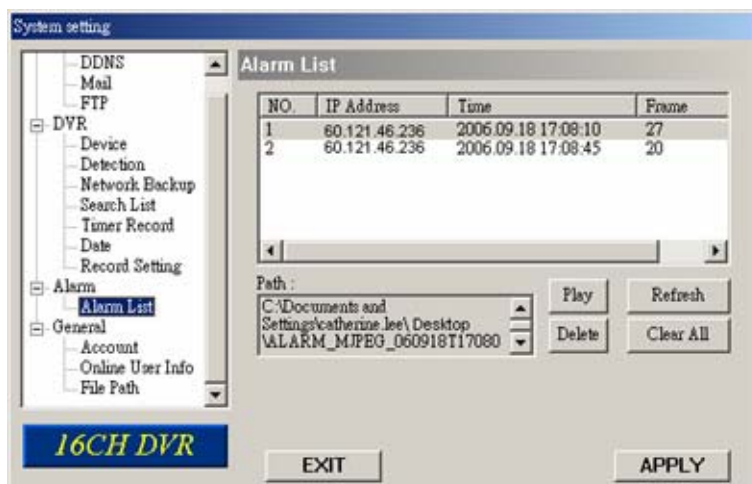 System setting
DDNS
Mail
FTP
DVR
Device
Detection
Network Backup
Search List
Timer Record
Date
Record Setting
Alarm
Alarm List
General
Account
Online User Info
File Path
16CH DVR
Alarm List
NO. IP Address Time Frame
1 60.121.46.236 2006.09.18 17:08:10 27
2 60.121.46.236 2006.09.18 17:08:45 20
Path :
C:\Documents and
Settings\catherine.lee\ Desktop
\ALARM_MJPEG_060918T17080
Play
Refresh
Delete
Clear All
EXIT
APPLY